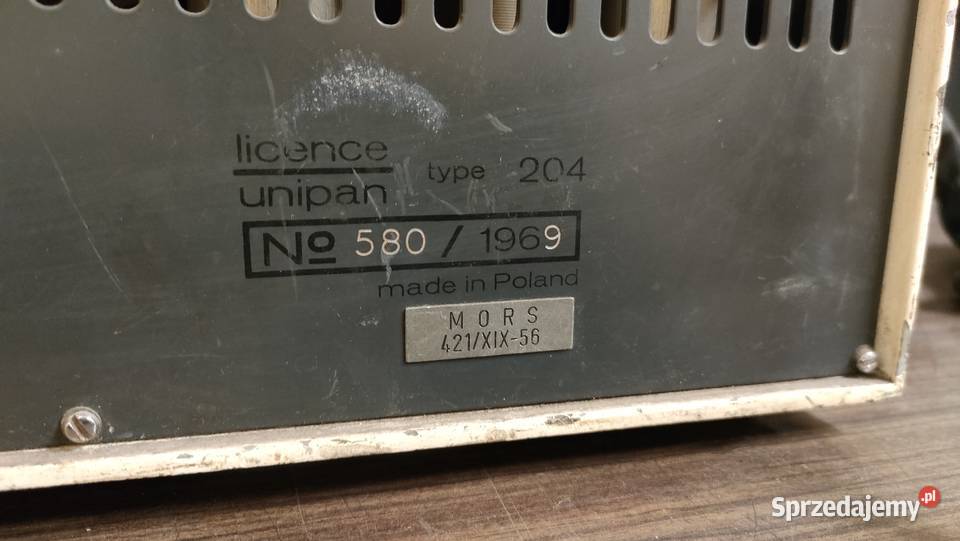 licence
unipan
type 204
No 580 / 1969
made in Poland
MORS
421/XIX-56
Sprzedajemy.pl